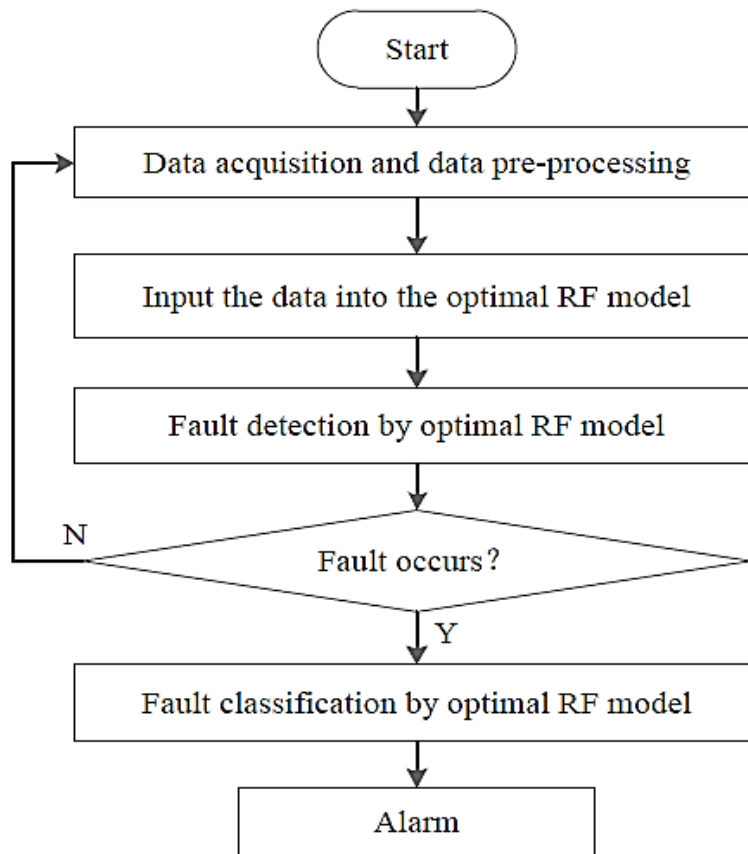 Start
Data acquisition and data pre-processing
Input the data into the optimal RF model
Fault detection by optimal RF model
N
Fault occurs?
Y
Fault classification by optimal RF model
Alarm